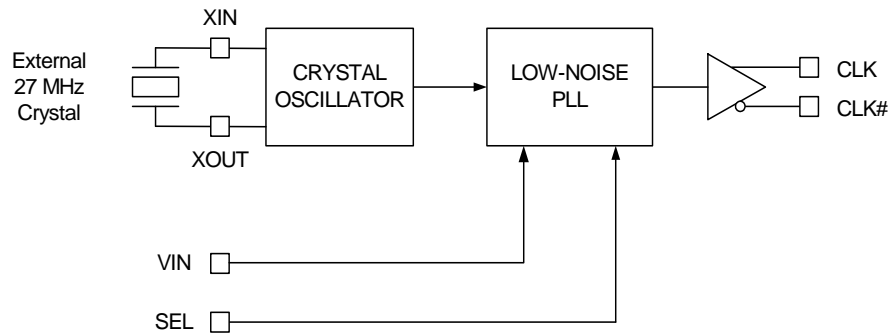 XIN
External
27 MHz
Crystal
CRYSTAL
OSCILLATOR
LOW-NOISE
PLL
CLK
CLK#
XOUT
VIN
SEL